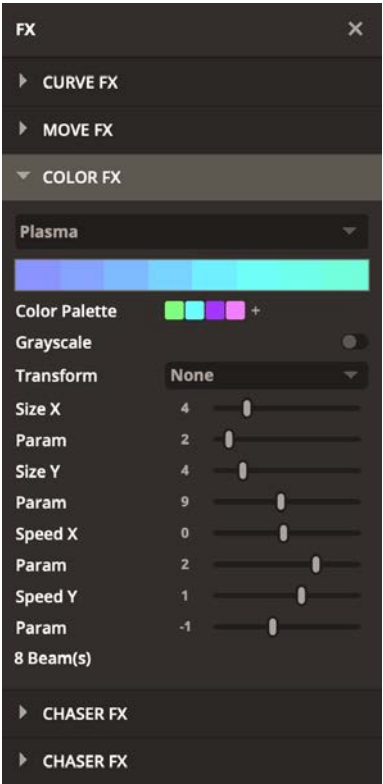 FX ×
CURVE FX
MOVE FX
COLOR FX
Plasma
Color Palette +
Grayscale
Transform None
Size X 4
Param 2
Size Y 4
Param 9
Speed X 0
Param 2
Speed Y 1
Param -1
8 Beam(s)
CHASER FX
CHASER FX